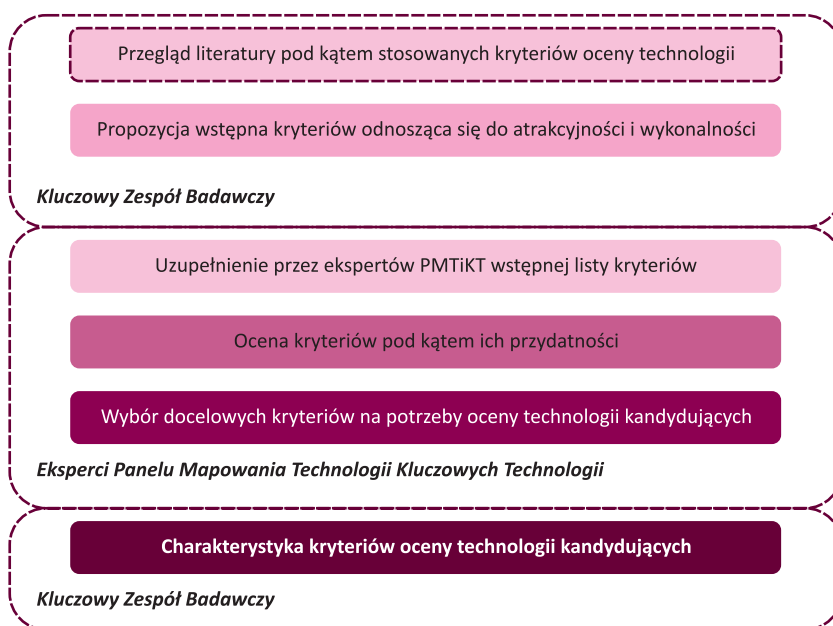 Przegląd literatury pod kątem stosowanych kryteriów oceny technologii
Propozycja wstępna kryteriów odnosząca się do atrakcyjności i wykonalności
Kluczowy Zespół Badawczy
Uzupełnienie przez ekspertów PMTiKT wstępnej listy kryteriów
Ocena kryteriów pod kątem ich przydatności
Wybór docelowych kryteriów na potrzeby oceny technologii kandydujących
Eksperci Panelu Mapowania Technologii Kluczowych Technologii
Charakterystyka kryteriów oceny technologii kandydujących
Kluczowy Zespół Badawczy